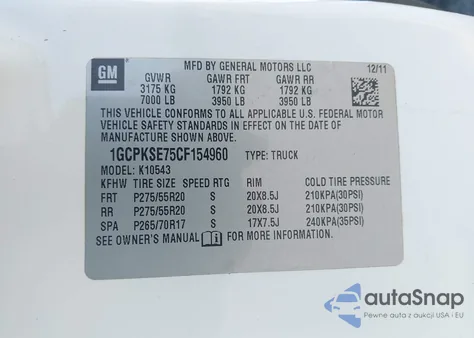 GM
MFD BY GENERAL MOTORS LLC
12/11
GVWR GAWR FRT GAWR RR
3175 KG 1792 KG 1792 KG
7000 LB 3950 LB 3950 LB
THIS VEHICLE CONFORMS TO ALL APPLICABLE U.S. FEDERAL MOTOR
VEHICLE SAFETY STANDARDS IN EFFECT ON THE DATE OF
MANUFACTURE SHOWN ABOVE.
1GCPKSE75CF154960 TYPE: TRUCK
MODEL: K10543
KFHW TIRE SIZE SPEED RTG RIM COLD TIRE PRESSURE
FRT P275/55R20 S 20X8.5J 210KPA(30PSI)
RR P275/55R20 S 20X8.5J 210KPA(30PSI)
SPA P265/70R17 S 17X7.5J 240KPA(35PSI)
SEE OWNER'S MANUAL FOR MORE INFORMATION.
autoSnap
Pewne auta z aukcji USA i EU